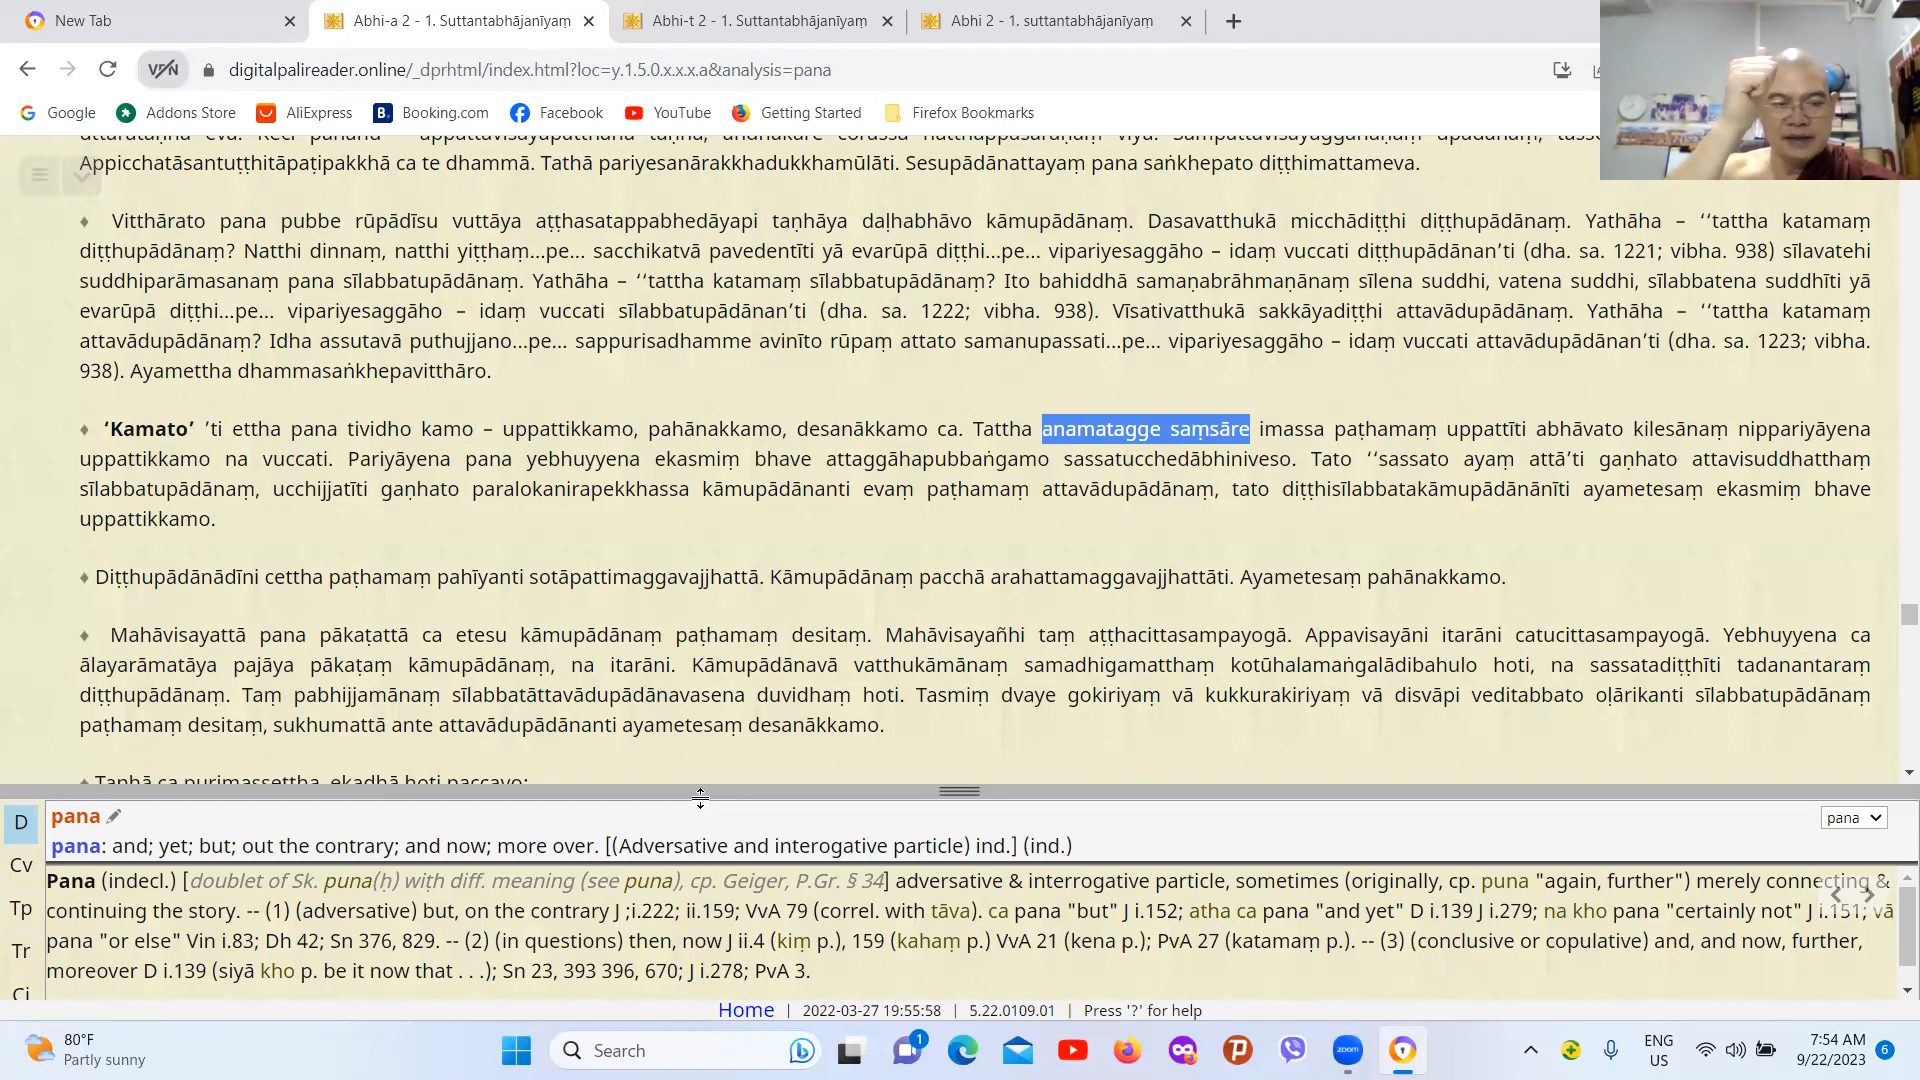 New Tab
Abhi-a 2 - 1. Suttantabhājanīyaṃ
Abhi-t 2 - 1. Suttantabhājanīyaṃ
Abhi 2 - 1. suttantabhājanīyaṃ
VPN
digitalpalireader.online/_dprhtml/index.html?loc=y.1.5.0.x.x.x.a&analysis=pana
Google
Addons Store
AliExpress
Booking.com
Facebook
YouTube
Getting Started
Firefox Bookmarks
Appicchatāsantuṭṭhitāpaṭipakkhā ca te dhammā. Tathā pariyesanārakkhadukkhamūlāti. Sesupādānattayaṃ pana saṅkhepato diṭṭhimattameva.
♦ Vitthārato pana pubbe rūpādīsu vuttāya aṭṭhasatappabhedāyapi taṇhāya daḷhabhāvo kāmupādānaṃ. Dasavatthukā micchādiṭṭhi diṭṭhupādānaṃ. Yathāha – ‘‘tattha katamaṃ
diṭṭhupādānaṃ? Natthi dinnaṃ, natthi yiṭṭhaṃ...pe... sacchikatvā pavedentīti yā evarūpā diṭṭhi...pe... vipariyesaggāho – idaṃ vuccati diṭṭhupādānan’ti (dha. sa. 1221; vibha. 938) sīlavatehi
suddhiparāmasanaṃ pana sīlabbatupādānaṃ. Yathāha – ‘‘tattha katamaṃ sīlabbatupādānaṃ? Ito bahiddhā samaṇabrāhmaṇānaṃ sīlena suddhi, vatena suddhi, sīlabbatena suddhīti yā
evarūpā diṭṭhi...pe... vipariyesaggāho – idaṃ vuccati sīlabbatupādānan’ti (dha. sa. 1222; vibha. 938). Vīsativatthukā sakkāyadiṭṭhi attavādupādānaṃ. Yathāha – ‘‘tattha katamaṃ
attavādupādānaṃ? Idha assutavā puthujjano...pe... sappurisadhamme avinīto rūpaṃ attato samanupassati...pe... vipariyesaggāho – idaṃ vuccati attavādupādānan’ti (dha. sa. 1223; vibha.
938). Ayamettha dhammasaṅkhepavitthāro.
♦ ‘Kamato’ ’ti ettha pana tividho kamo – uppattikkamo, pahānakkamo, desanākkamo ca. Tattha anamatagge saṃsāre imassa paṭhamaṃ uppattīti abhāvato kilesānaṃ nippariyāyena
uppattikkamo na vuccati. Pariyāyena pana yebhuyyena ekasmiṃ bhave attaggāhapubbaṅgamo sassatucchedābhiniveso. Tato ‘‘sassato ayaṃ attā’ti gaṇhato attavisuddhatthaṃ
sīlabbatupādānaṃ, ucchijjatīti gaṇhato paralokanirapekkhassa kāmupādānanti evaṃ paṭhamaṃ attavādupādānaṃ, tato diṭṭhisīlabbatakāmupādānānīti ayametesaṃ ekasmiṃ bhave
uppattikkamo.
♦ Diṭṭhupādānādīni cettha paṭhamaṃ pahīyanti sotāpattimaggavajjhattā. Kāmupādānaṃ pacchā arahattamaggavajjhattāti. Ayametesaṃ pahānakkamo.
♦ Mahāvisayattā pana pākaṭattā ca etesu kāmupādānaṃ paṭhamaṃ desitaṃ. Mahāvisayañhi taṃ aṭṭhacittasampayogā. Appavisayāni itarāni catucittasampayogā. Yebhuyyena ca
ālayarāmatāya pajāya pākaṭaṃ kāmupādānaṃ, na itarāni. Kāmupādānavā vatthukāmānaṃ samadhigamatthaṃ kotūhalamaṅgalādibahulo hoti, na sassatadiṭṭhīti tadanantaraṃ
diṭṭhupādānaṃ. Taṃ pabhijjamānaṃ sīlabbatāttavādupādānavasena duvidhaṃ hoti. Tasmiṃ dvaye gokiriyaṃ vā kukkurakiriyaṃ vā disvāpi veditabbato oḷārikanti sīlabbatupādānaṃ
paṭhamaṃ desitaṃ, sukhumattā ante attavādupādānanti ayametesaṃ desanākkamo.
♦ Taṇhā ca purimassettha, ekadhā hoti paccayo;
D
Cv
Tp
Tr
Ci
pana
pana
pana: and; yet; but; out the contrary; and now; more over. [(Adversative and interogative particle) ind.] (ind.)
Pana (indecl.) [doublet of Sk. puna(ḥ) with diff. meaning (see puna), cp. Geiger, P.Gr. § 34] adversative & interrogative particle, sometimes (originally, cp. puna "again, further") merely connecting &
continuing the story. -- (1) (adversative) but, on the contrary J ;i.222; ii.159; VvA 79 (correl. with tāva). ca pana "but" J i.152; atha ca pana "and yet" D i.139 J i.279; na kho pana "certainly not" J i.151; vā
pana "or else" Vin i.83; Dh 42; Sn 376, 829. -- (2) (in questions) then, now J ii.4 (kiṃ p.), 159 (kahaṃ p.) VvA 21 (kena p.); PvA 27 (katamaṃ p.). -- (3) (conclusive or copulative) and, and now, further,
moreover D i.139 (siyā kho p. be it now that . . .); Sn 23, 393 396, 670; J i.278; PvA 3.
Home | 2022-03-27 19:55:58 | 5.22.0109.01 | Press '?' for help
80°F
Partly sunny
Search
1
zoom
ENG
US
7:54 AM
9/22/2023
6